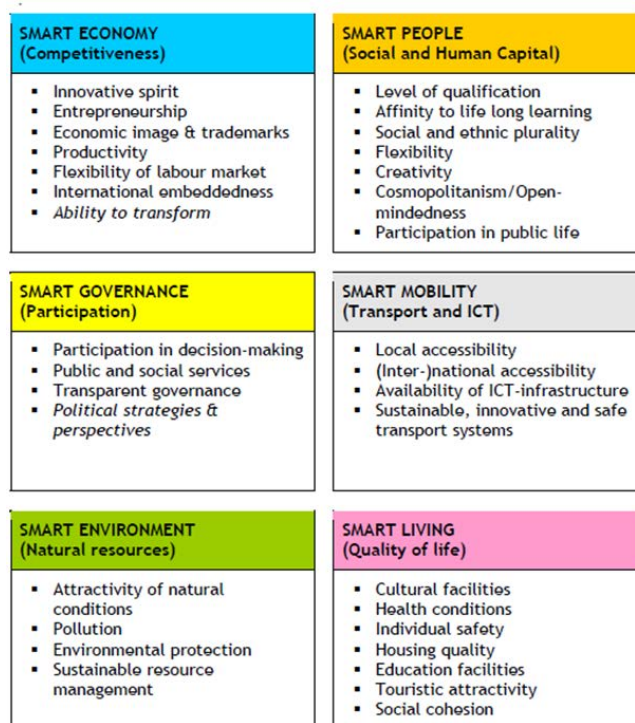 SMART ECONOMY
(Competitiveness)
▪ Innovative spirit
▪ Entrepreneurship
▪ Economic image & trademarks
▪ Productivity
▪ Flexibility of labour market
▪ International embeddedness
▪ Ability to transform
SMART PEOPLE
(Social and Human Capital)
▪ Level of qualification
▪ Affinity to life long learning
▪ Social and ethnic plurality
▪ Flexibility
▪ Creativity
▪ Cosmopolitanism/Open-
mindedness
▪ Participation in public life
SMART GOVERNANCE
(Participation)
▪ Participation in decision-making
▪ Public and social services
▪ Transparent governance
▪ Political strategies &
perspectives
SMART MOBILITY
(Transport and ICT)
▪ Local accessibility
▪ (Inter-)national accessibility
▪ Availability of ICT-infrastructure
▪ Sustainable, innovative and safe
transport systems
SMART ENVIRONMENT
(Natural resources)
▪ Attractivity of natural
conditions
▪ Pollution
▪ Environmental protection
▪ Sustainable resource
management
SMART LIVING
(Quality of life)
▪ Cultural facilities
▪ Health conditions
▪ Individual safety
▪ Housing quality
▪ Education facilities
▪ Touristic attractivity
▪ Social cohesion